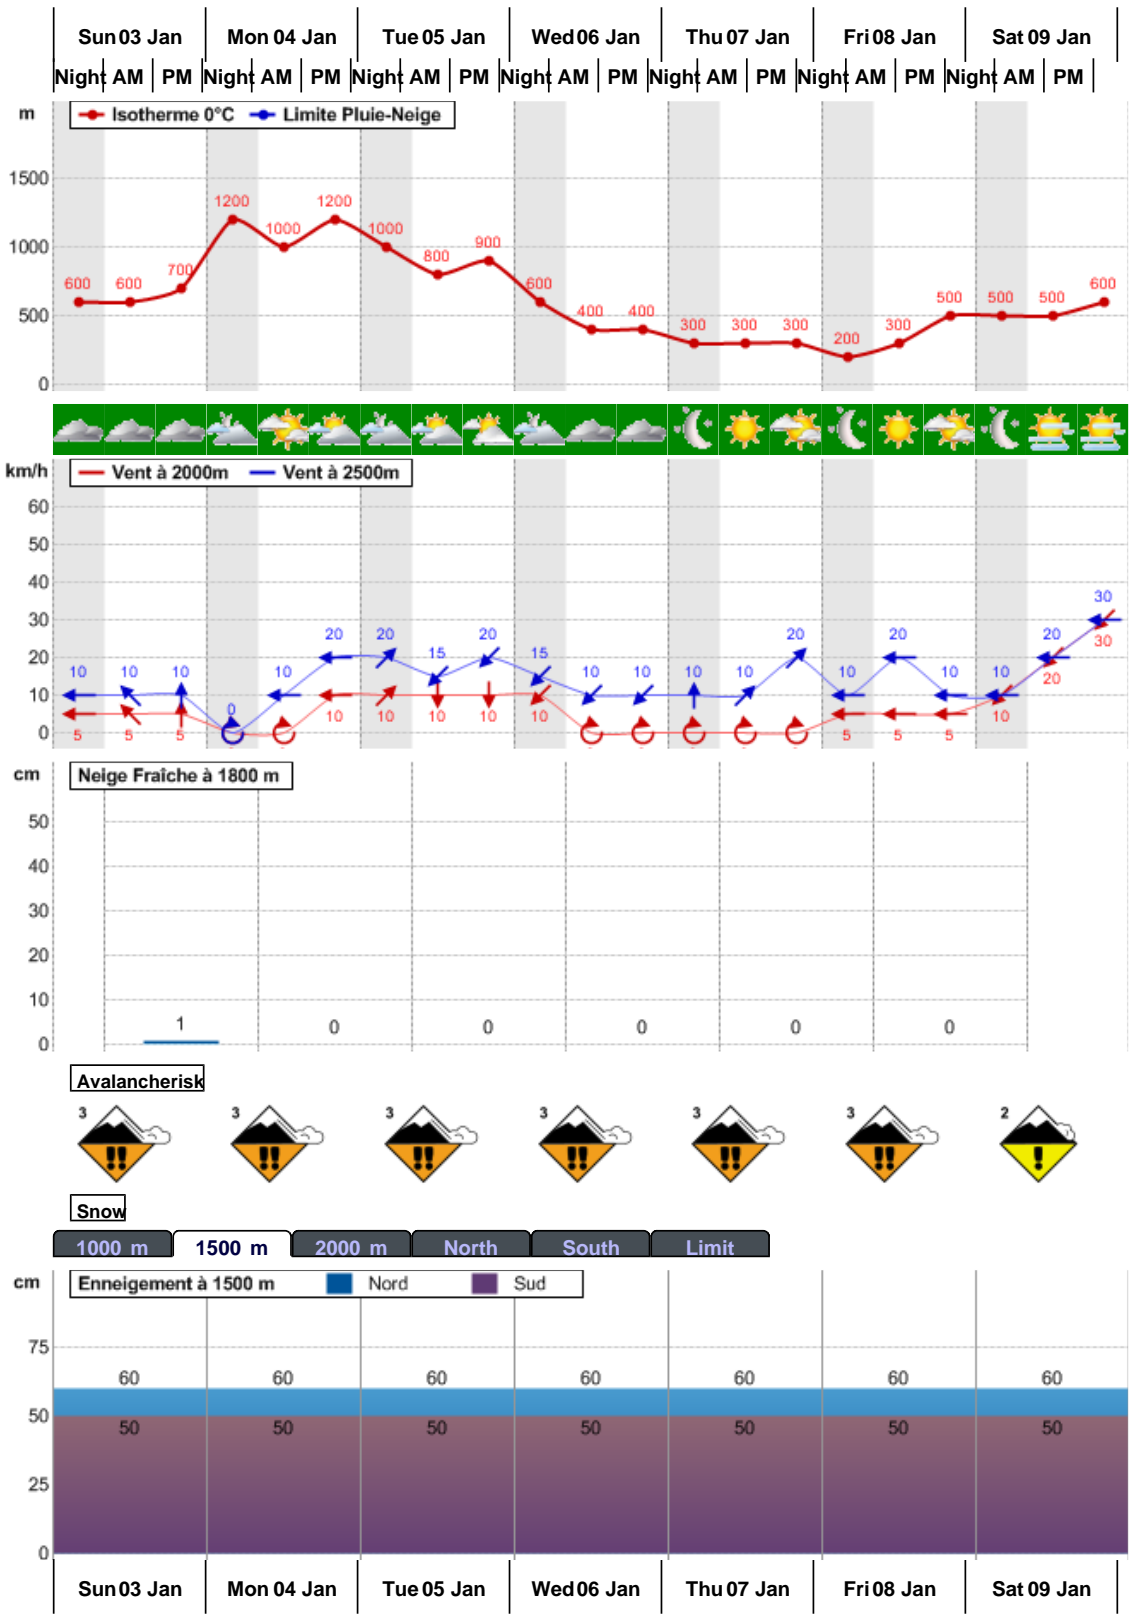 Sun 03 Jan Mon 04 Jan Tue 05 Jan Wed 06 Jan Thu 07 Jan Fri 08 Jan Sat 09 Jan
Night AM PM Night AM PM Night AM PM Night AM PM Night AM PM Night AM PM Night AM PM
m Isotherme 0°C Limite Pluie-Neige
1500
1200 1200
1000 1000 1000
900
800
700
600 600 600 600
500 500 500 500
400 400
300 300 300 300
200
0
km/h Vent à 2000m Vent à 2500m
60
50
40
30 30
20 20 20 20 20 20
15 15
30
10 10 10 10 10 10 10 10 10 10 10
20
10 0
10 10 10 10 10 10
0 5 5 5 5 5 5
cm Neige Fraîche à 1800 m
50
40
30
20
10
1 0 0 0 0 0
0
Avalancherisk
3 3 3 3 3 3 2
Snow
1000 m 1500 m 2000 m North South Limit
cm Enneigement à 1500 m Nord Sud
75
60 60 60 60 60 60 60
50
50 50 50 50 50 50 50
25
0
Sun 03 Jan Mon 04 Jan Tue 05 Jan Wed 06 Jan Thu 07 Jan Fri 08 Jan Sat 09 Jan